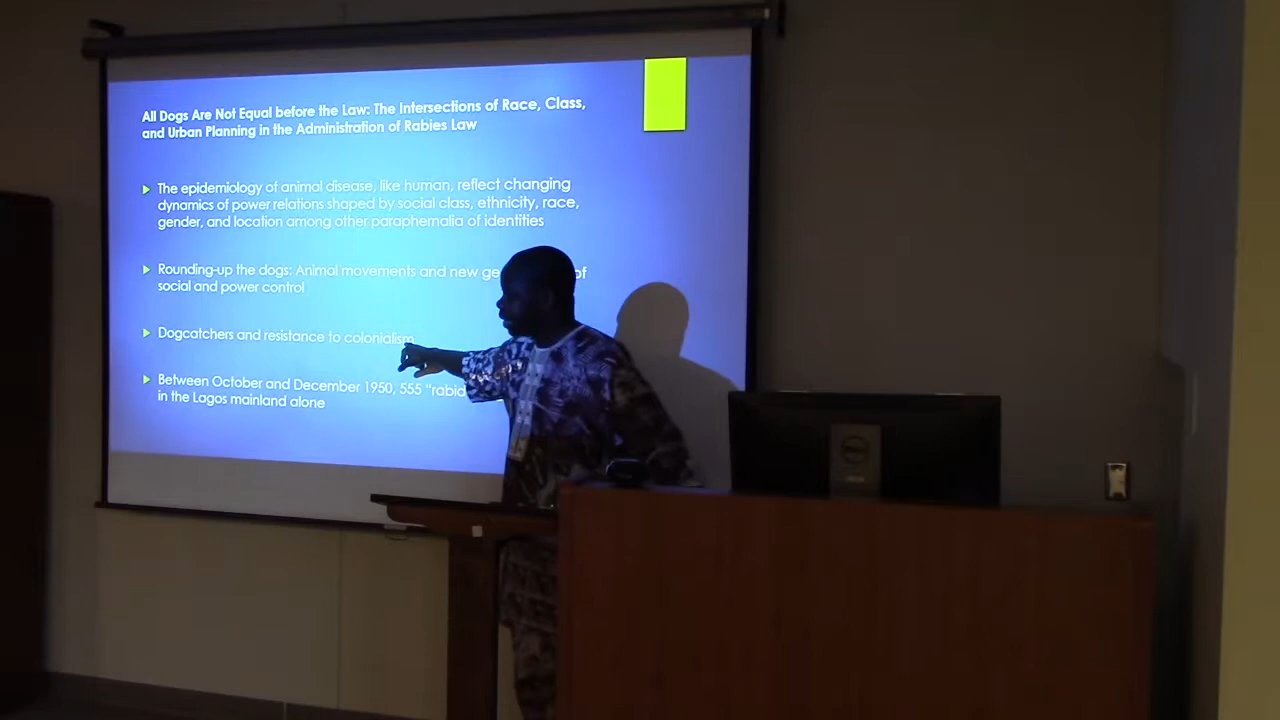 All Dogs Are Not Equal before the Law: The Intersections of Race, Class,
and Urban Planning in the Administration of Rabies Law
The epidemiology of animal disease, like human, reflect changing
dynamics of power relations shaped by social class, ethnicity, race,
gender, and location among other paraphernalia of identities
Rounding-up the dogs: Animal movements and new of
social and power control
Dogcatchers and resistance to colonialism
Between October and December 1950, 555 "rabid
in the Lagos mainland alone
DELL